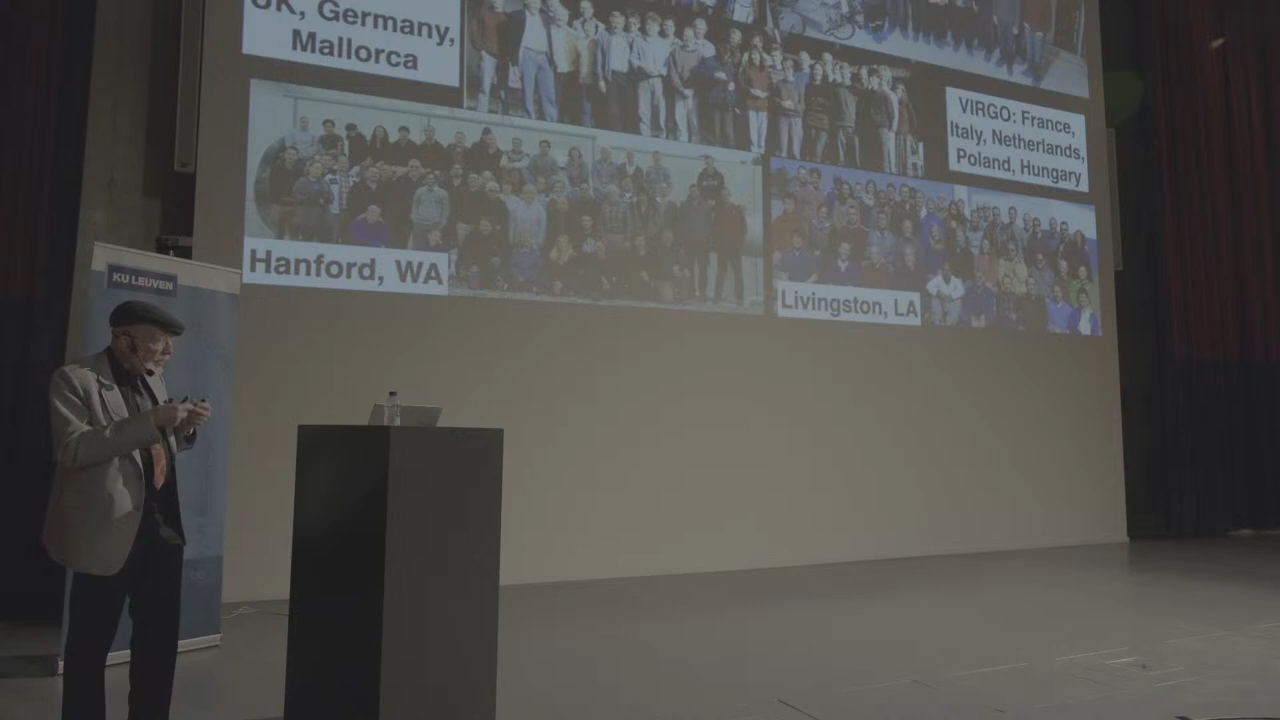 UK, Germany,
Mallorca
VIRGO: France,
Italy, Netherlands,
Poland, Hungary
Hanford, WA
Livingston, LA
KU LEUVEN